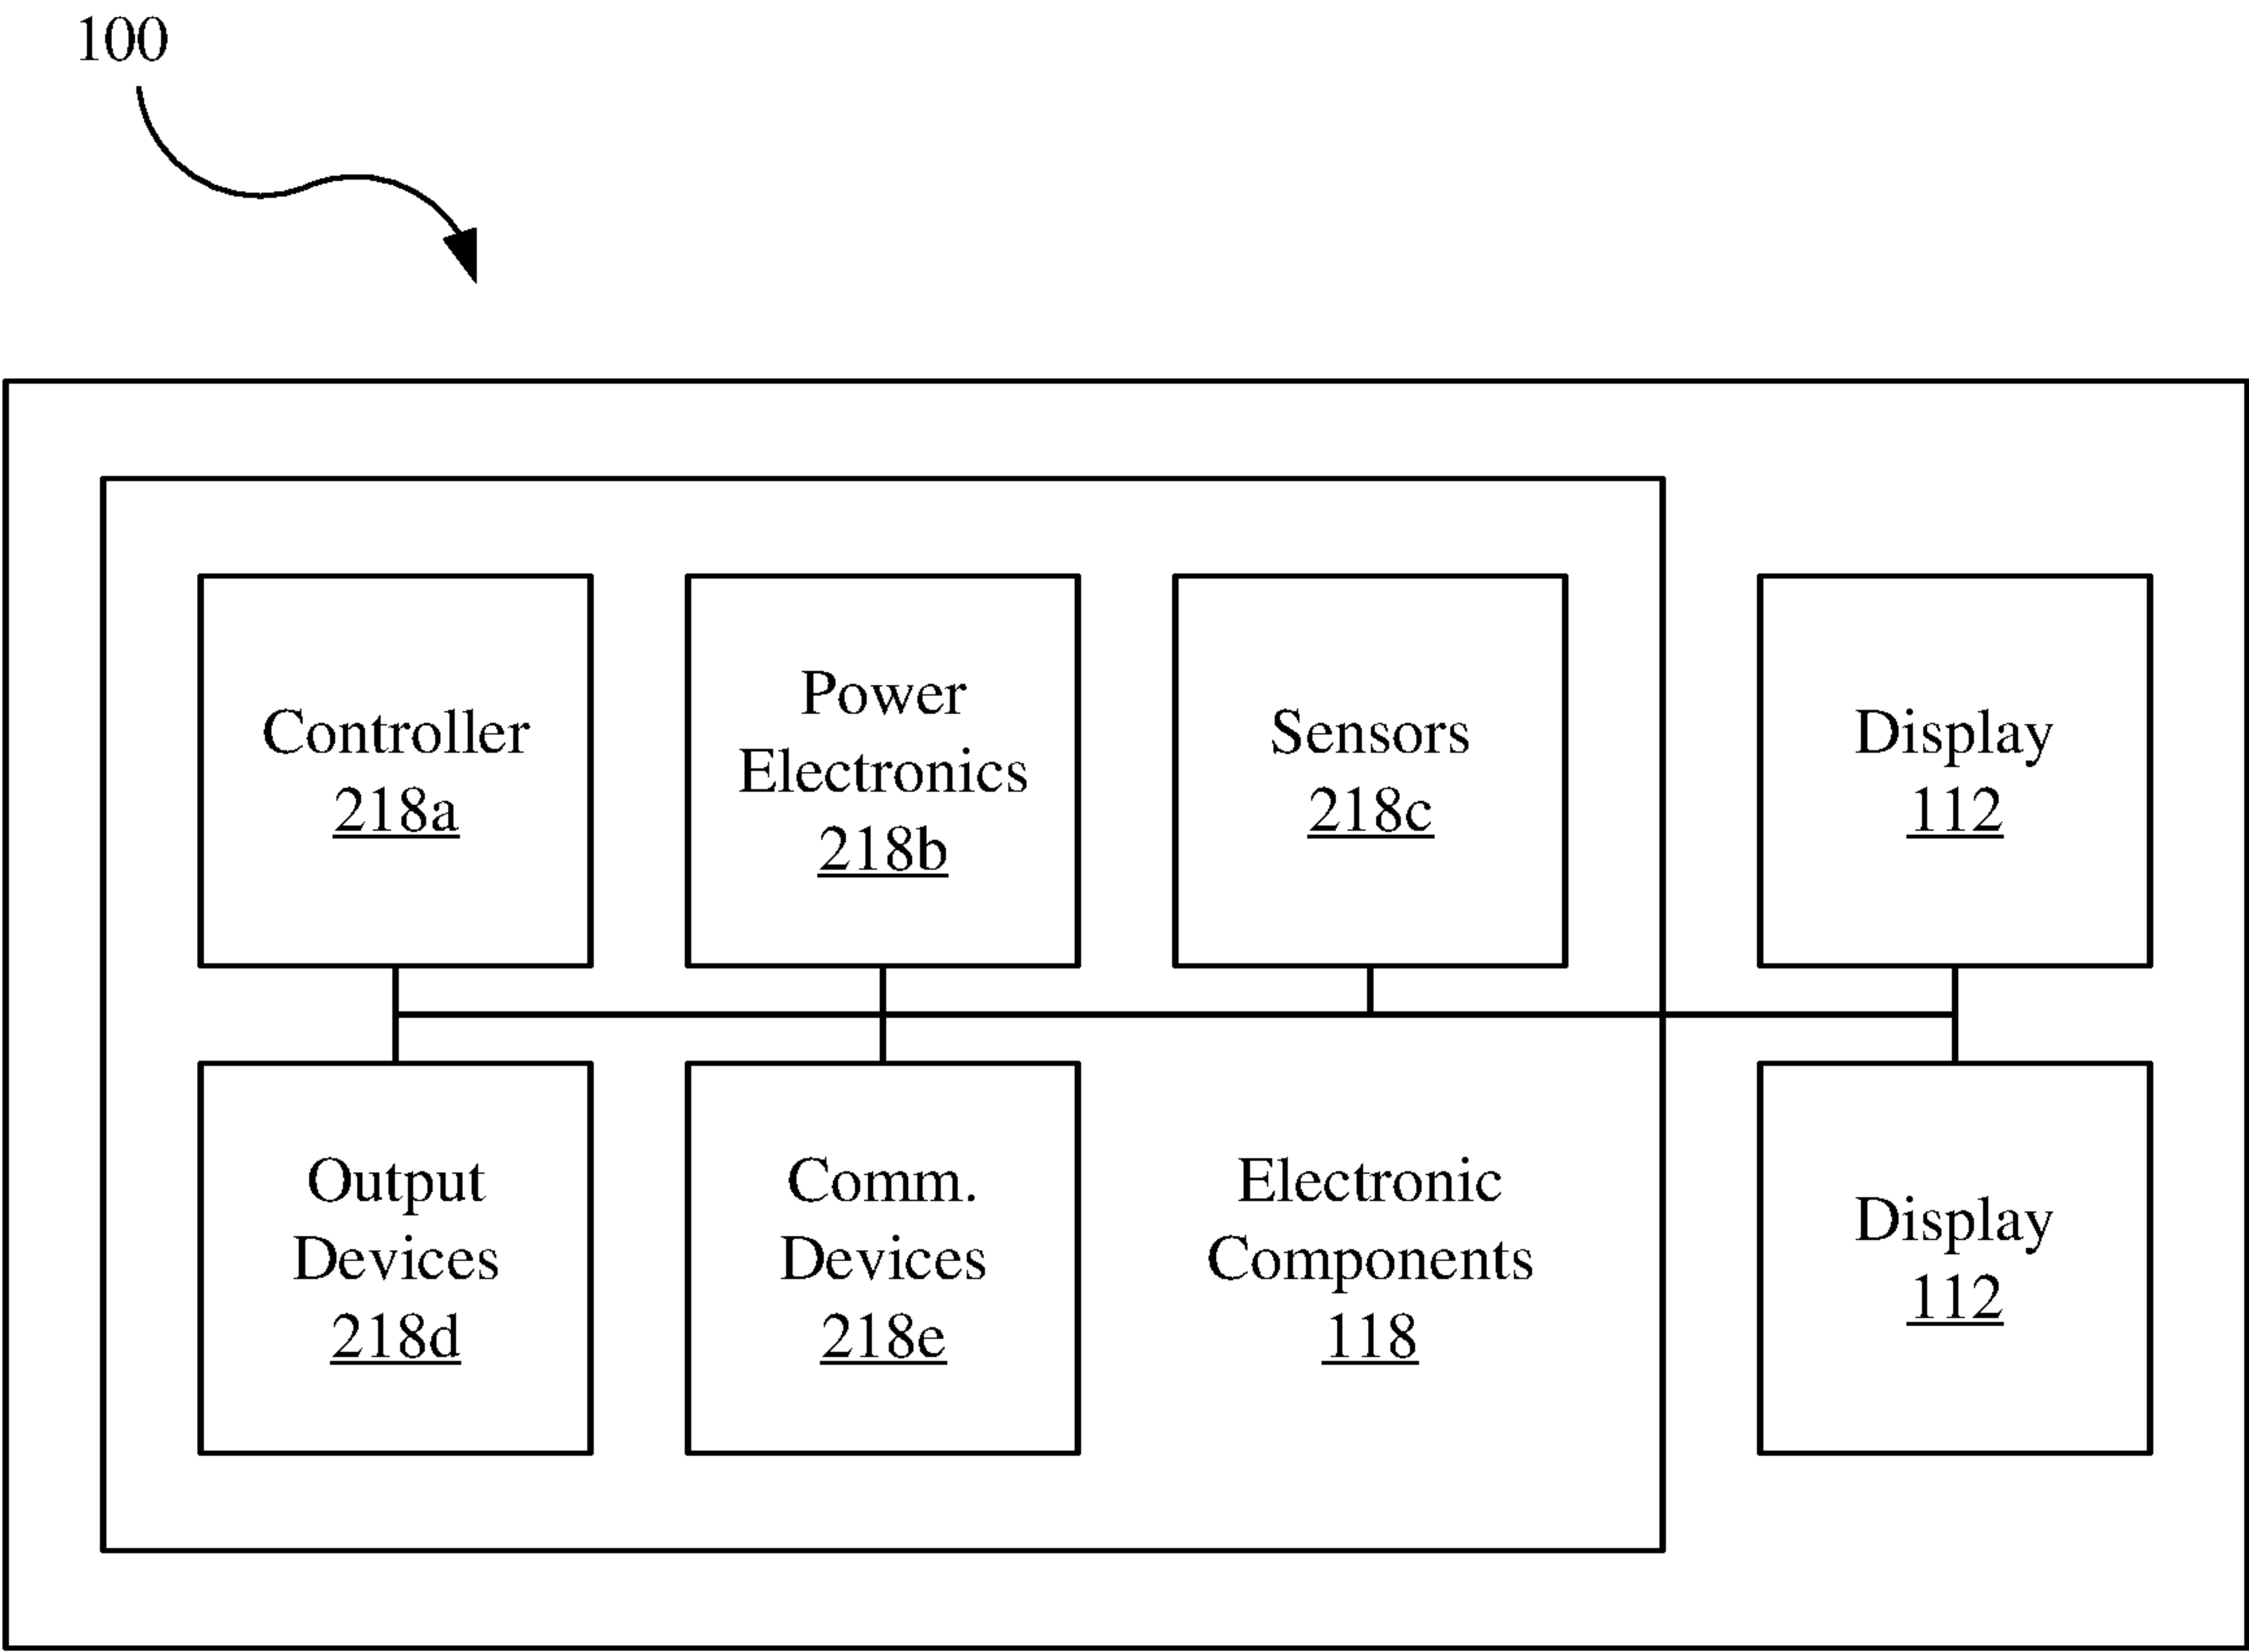 100
Controller
218a
Power
Electronics
218b
Sensors
218c
Display
112
Output
Devices
218d
Comm.
Devices
218e
Electronic
Components
118
Display
112